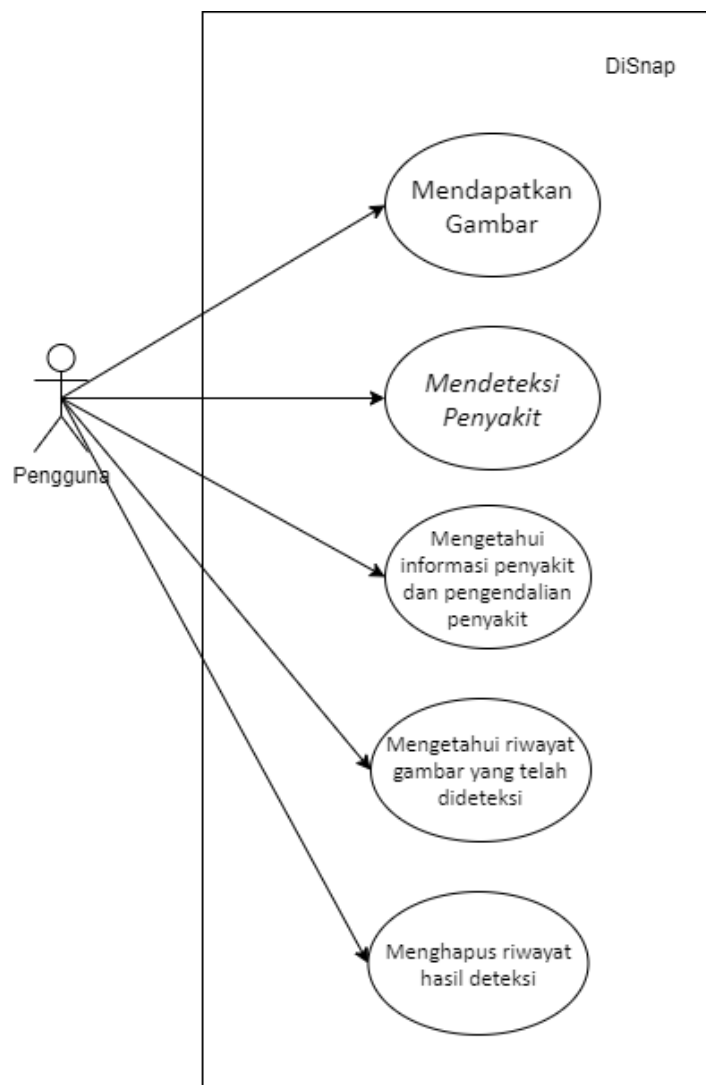 DiSnap
Mendapatkan
Gambar
Mendeteksi
Penyakit
Pengguna
Mengetahui
informasi penyakit
dan pengendalian
penyakit
Mengetahui riwayat
gambar yang telah
dideteksi
Menghapus riwayat
hasil deteksi